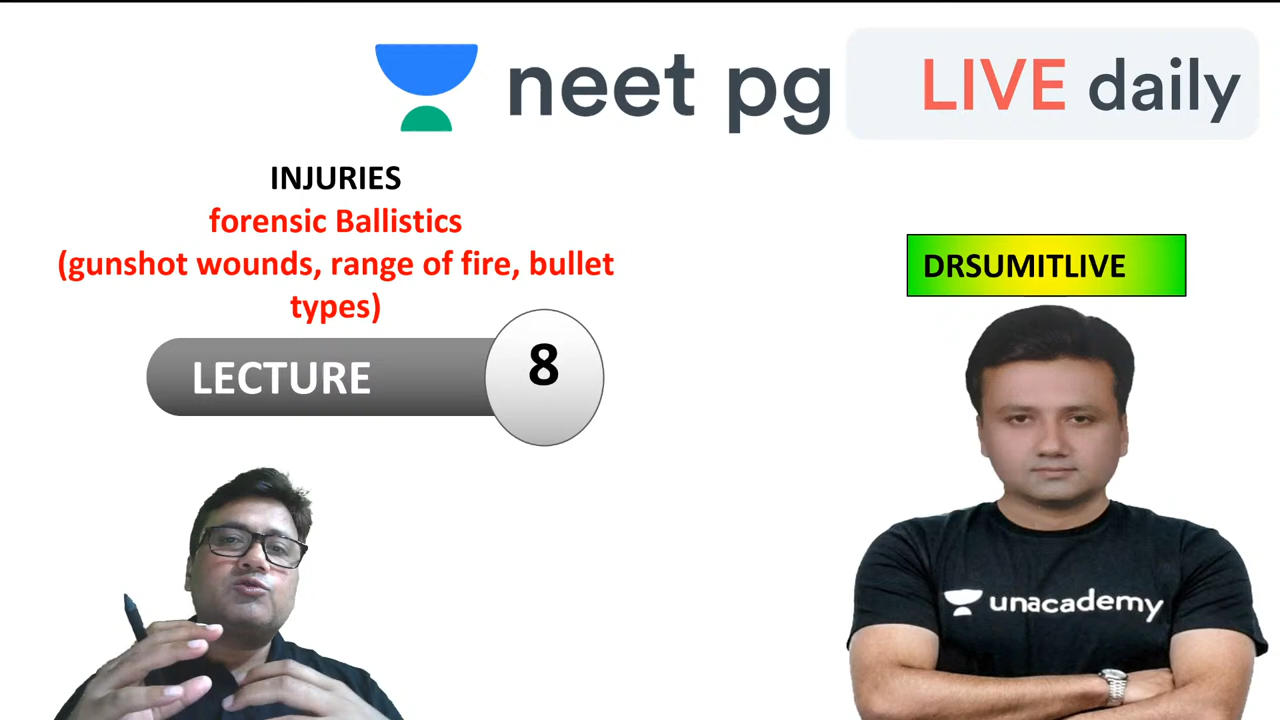 neet pg LIVE daily
INJURIES
forensic Ballistics
(gunshot wounds, range of fire, bullet
types)
LECTURE 8
DRSUMITLIVE
unacademy